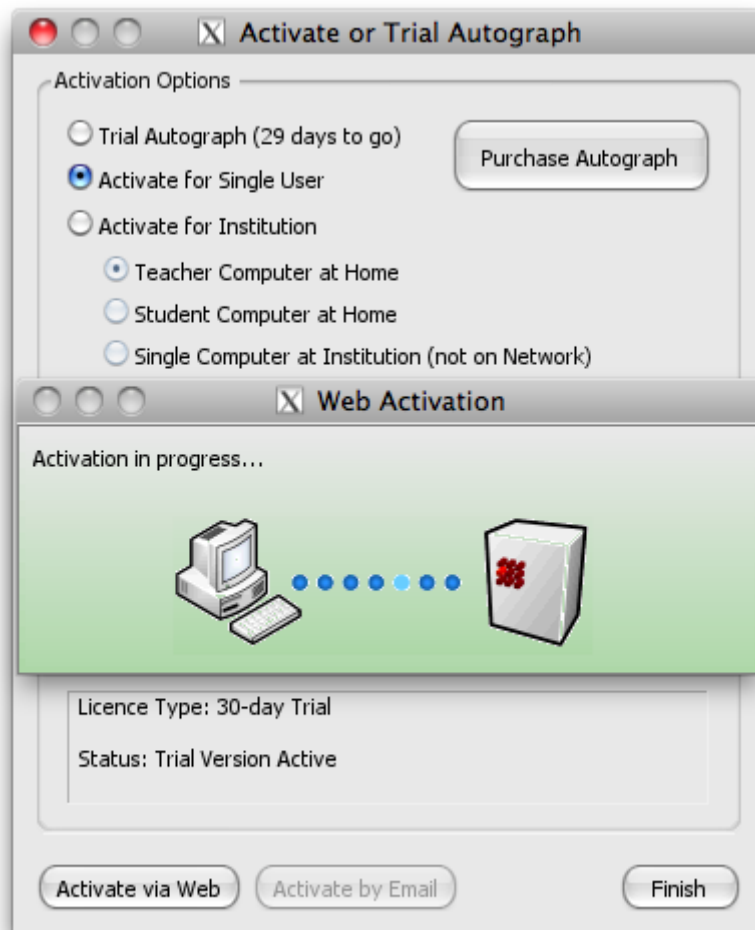 Activate or Trial Autograph
Activation Options
Trial Autograph (29 days to go)
Purchase Autograph
Activate for Single User
Activate for Institution
Teacher Computer at Home
Student Computer at Home
Single Computer at Institution (not on Network)
Web Activation
Activation in progress...
Licence Type: 30-day Trial
Status: Trial Version Active
Activate via Web Activate by Email Finish